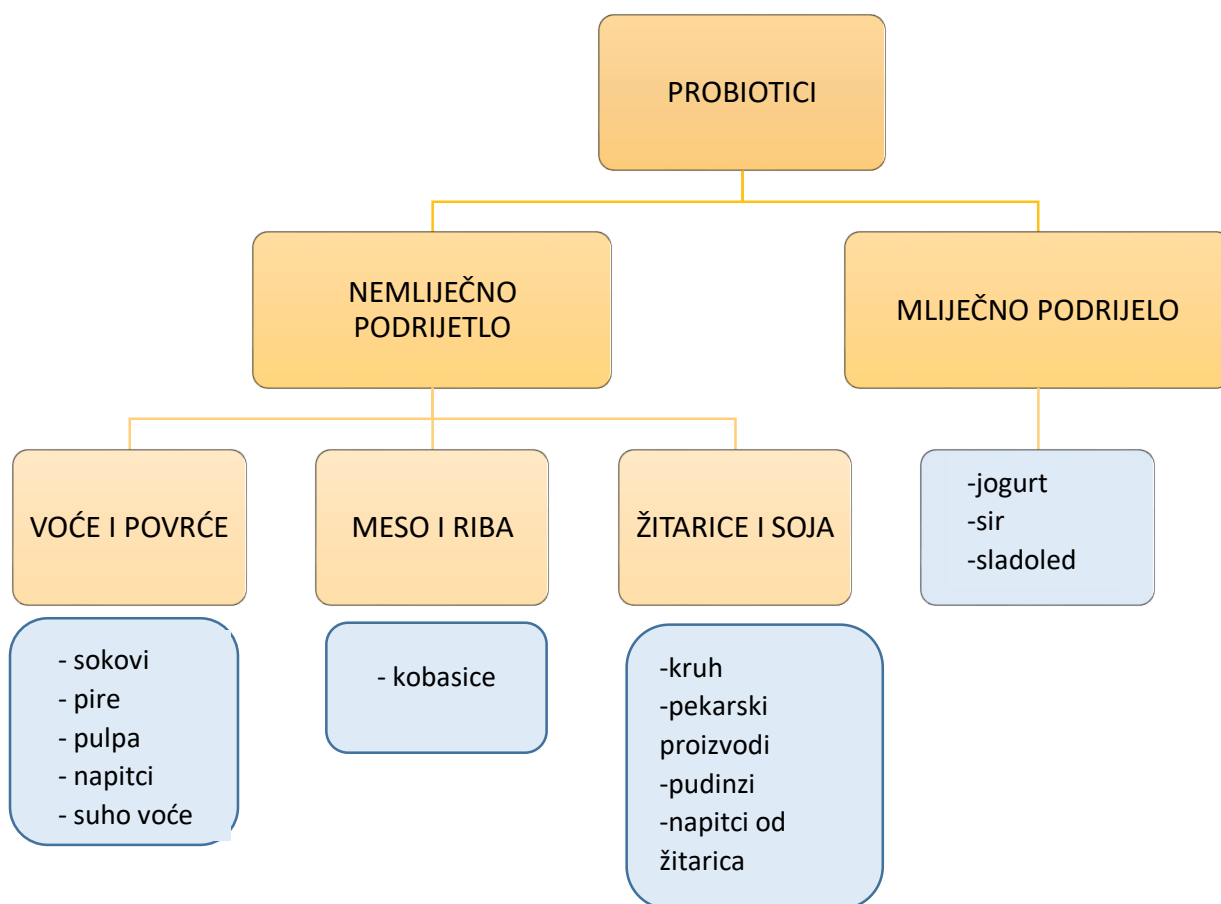 PROBIOTICI
NEMLIJEČNO
PODRIJETLO
MLIJEČNO PODRIJELO
VOĆE I POVRĆE
MESO I RIBA
ŽITARICE I SOJA
-jogurt
-sir
-sladoled
- sokovi
- pire
- pulpa
- napitci
- suho voće
- kobasice
-kruh
-pekarski
proizvodi
-pudinzi
-napitci od
žitarica